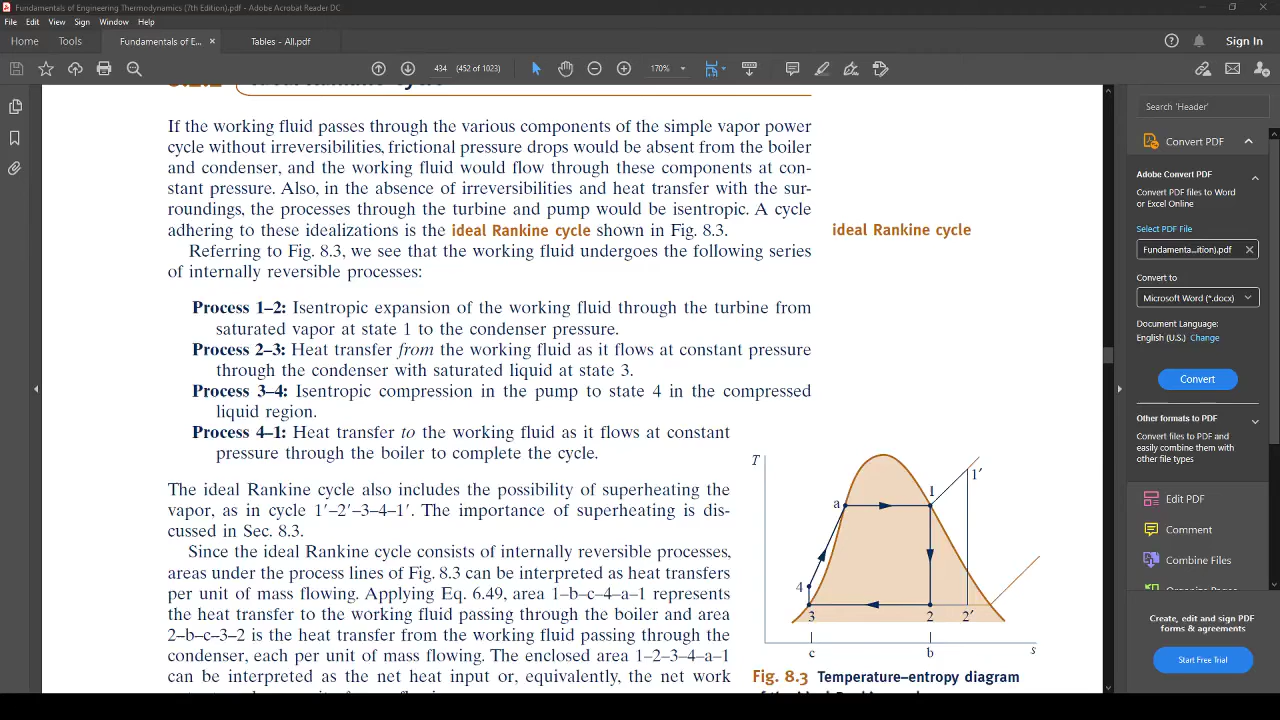 Fundamentals of Engineering Thermodynamics (7th Edition).pdf - Adobe Acrobat Reader DC
File Edit View Sign Window Help
Home Tools Fundamentals of E... × Tables - All.pdf Sign In
434 (452 of 1023) 170%
If the working fluid passes through the various components of the simple vapor power
cycle without irreversibilities, frictional pressure drops would be absent from the boiler
and condenser, and the working fluid would flow through these components at con-
stant pressure. Also, in the absence of irreversibilities and heat transfer with the sur-
roundings, the processes through the turbine and pump would be isentropic. A cycle
adhering to these idealizations is the ideal Rankine cycle shown in Fig. 8.3.
ideal Rankine cycle
Referring to Fig. 8.3, we see that the working fluid undergoes the following series
of internally reversible processes:
Process 1–2: Isentropic expansion of the working fluid through the turbine from
saturated vapor at state 1 to the condenser pressure.
Process 2–3: Heat transfer from the working fluid as it flows at constant pressure
through the condenser with saturated liquid at state 3.
Process 3–4: Isentropic compression in the pump to state 4 in the compressed
liquid region.
Process 4–1: Heat transfer to the working fluid as it flows at constant
pressure through the boiler to complete the cycle.
The ideal Rankine cycle also includes the possibility of superheating the
vapor, as in cycle 1′–2′–3–4–1′. The importance of superheating is dis-
cussed in Sec. 8.3.
Since the ideal Rankine cycle consists of internally reversible processes,
areas under the process lines of Fig. 8.3 can be interpreted as heat transfers
per unit of mass flowing. Applying Eq. 6.49, area 1–b–c–4–a–1 represents
the heat transfer to the working fluid passing through the boiler and area
2–b–c–3–2 is the heat transfer from the working fluid passing through the
condenser, each per unit of mass flowing. The enclosed area 1–2–3–4–a–1
can be interpreted as the net heat input or, equivalently, the net work
T
1′
1
a
4
3
2
2′
c
b
s
Fig. 8.3 Temperature–entropy diagram
Search 'Header'
Convert PDF
Adobe Convert PDF
Convert PDF files to Word
or Excel Online
Select PDF File
Fundamenta...ition).pdf ×
Convert to
Microsoft Word (*.docx)
Document Language:
English (U.S.) Change
Convert
Other formats to PDF
Convert files to PDF and
easily combine them with
other file types
Edit PDF
Comment
Combine Files
Create, edit and sign PDF
forms & agreements
Start Free Trial